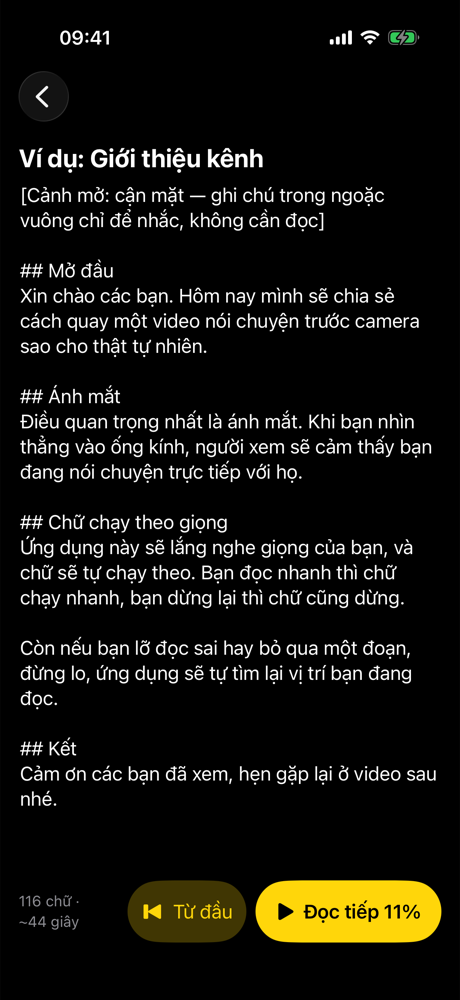 09:41
Ví dụ: Giới thiệu kênh
[Cảnh mở: cận mặt — ghi chú trong ngoặc
vuông chỉ để nhắc, không cần đọc]
## Mở đầu
Xin chào các bạn. Hôm nay mình sẽ chia sẻ
cách quay một video nói chuyện trước camera
sao cho thật tự nhiên.
## Ánh mắt
Điều quan trọng nhất là ánh mắt. Khi bạn nhìn
thẳng vào ống kính, người xem sẽ cảm thấy bạn
đang nói chuyện trực tiếp với họ.
## Chữ chạy theo giọng
Ứng dụng này sẽ lắng nghe giọng của bạn, và
chữ sẽ tự chạy theo. Bạn đọc nhanh thì chữ
chạy nhanh, bạn dừng lại thì chữ cũng dừng.
Còn nếu bạn lỡ đọc sai hay bỏ qua một đoạn,
đừng lo, ứng dụng sẽ tự tìm lại vị trí bạn đang
đọc.
## Kết
Cảm ơn các bạn đã xem, hẹn gặp lại ở video sau
nhé.
116 chữ ·
~44 giây
Từ đầu
Đọc tiếp 11%